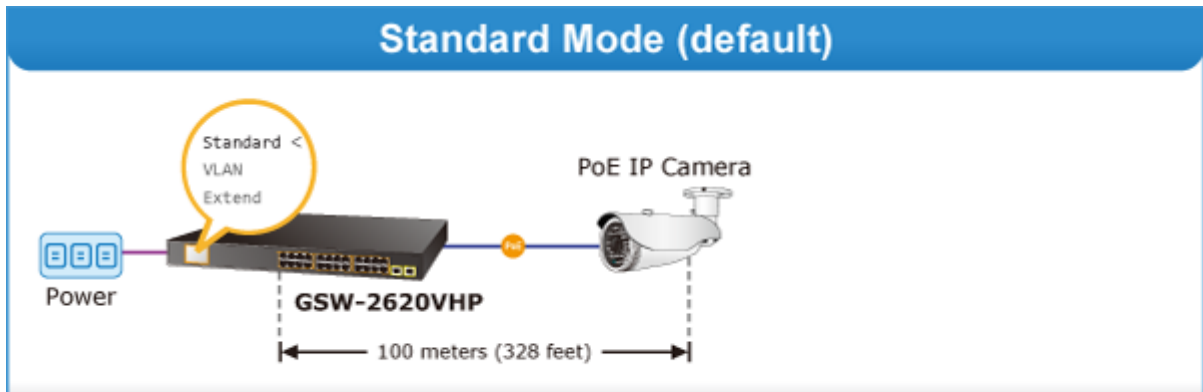 Standard Mode (default)
Standard <
VLAN
Extend
PoE IP Camera
PoE
Power
GSW-2620VHP
100 meters (328 feet)